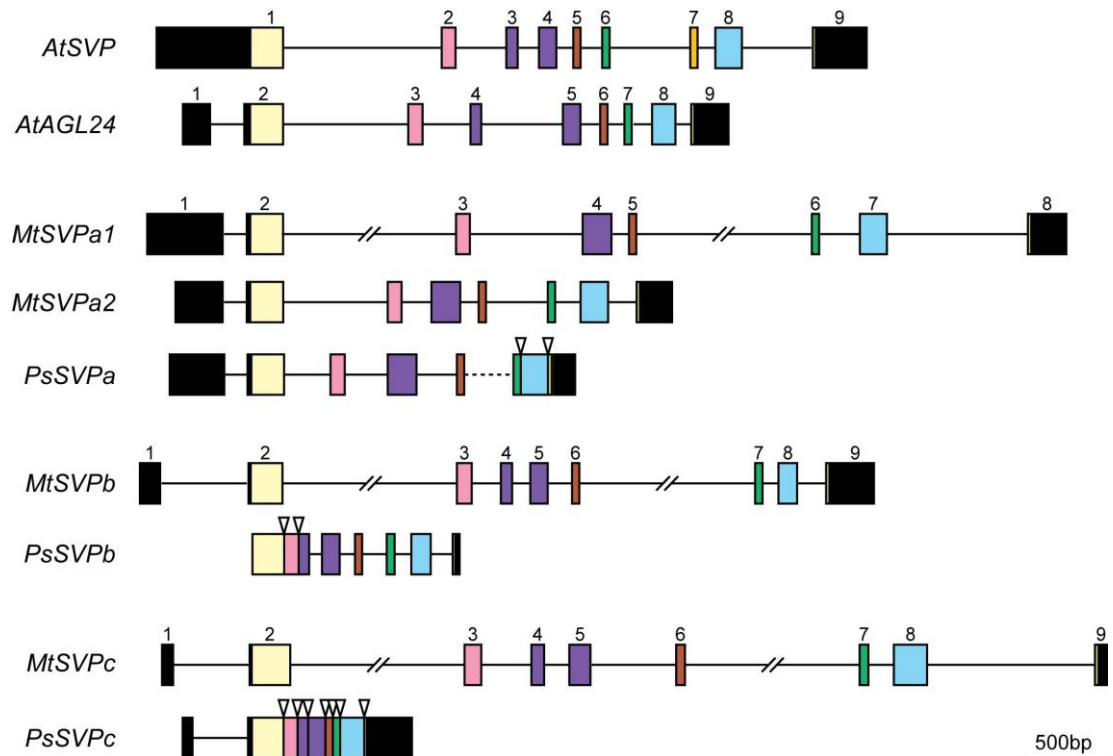 1 2 3 4 5 6 7 8 9
AtSVP
1 2 3 4 5 6 7 8 9
AtAGL24
1 2 3 4 5 6 7 8
MtSVPa1
MtSVPa2
PsSVPa
1 2 3 4 5 6 7 8 9
MtSVPb
PsSVPb
1 2 3 4 5 6 7 8 9
MtSVPc
PsSVPc
500bp